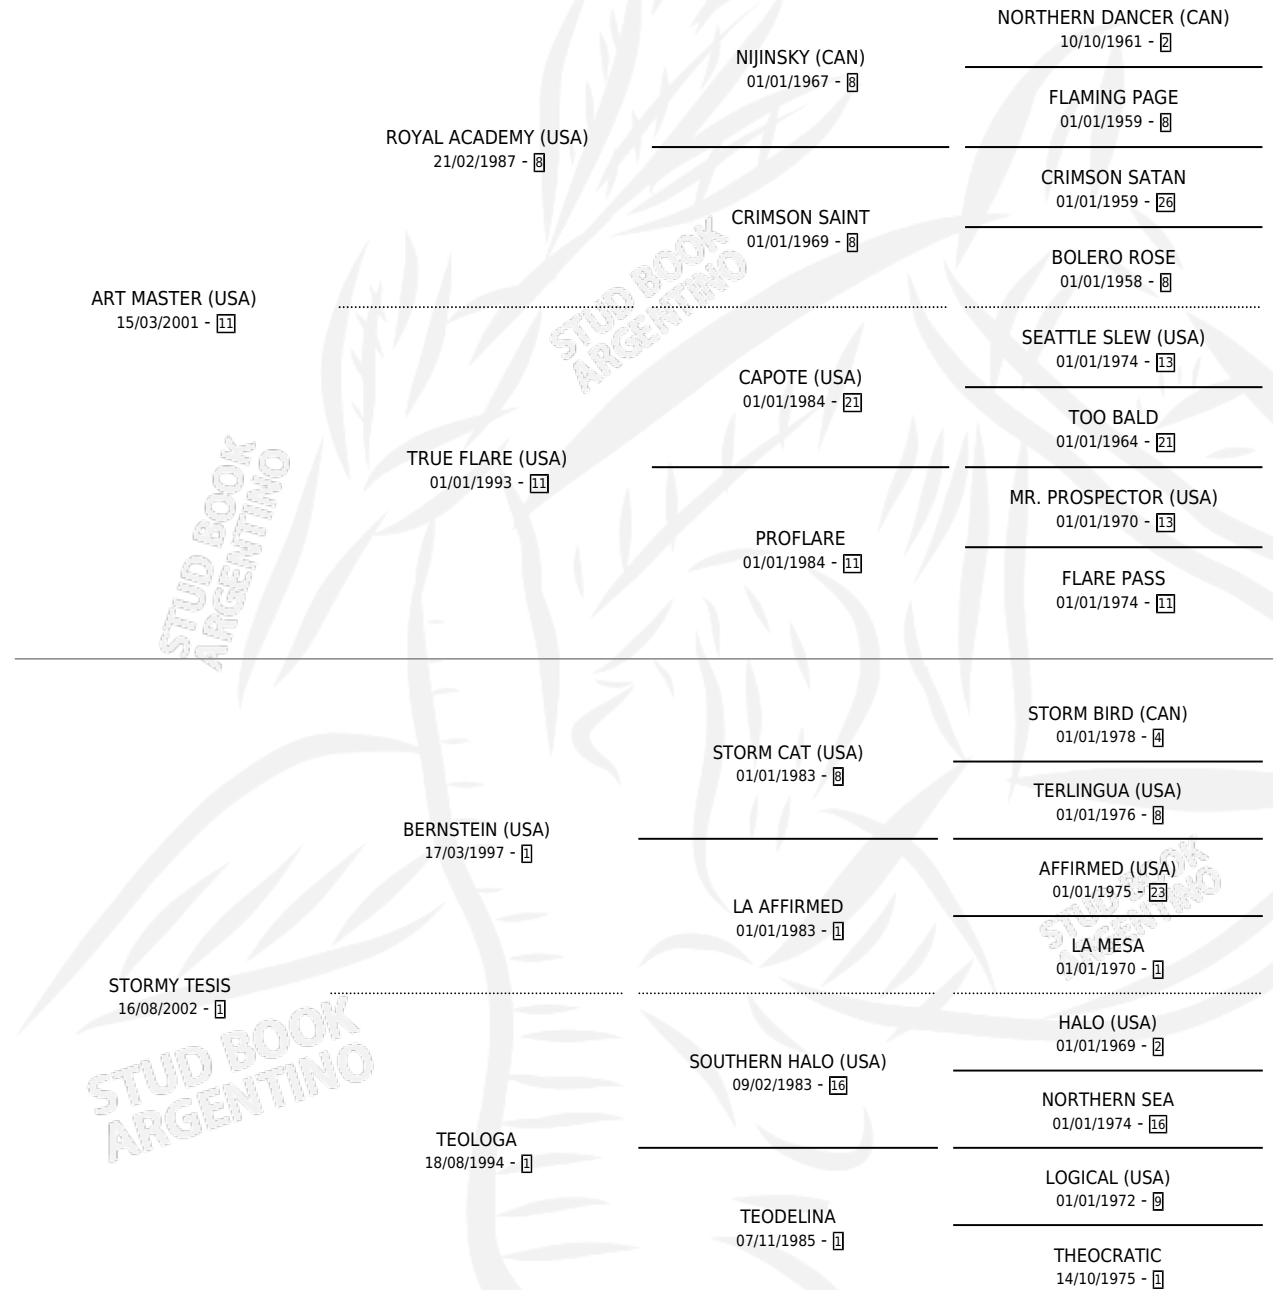 NORTHERN DANCER (CAN)
10/10/1961 - 2
NIJINSKY (CAN)
01/01/1967 - 8
FLAMING PAGE
01/01/1959 - 8
ROYAL ACADEMY (USA)
21/02/1987 - 8
CRIMSON SATAN
01/01/1959 - 26
CRIMSON SAINT
01/01/1969 - 8
BOLERO ROSE
01/01/1958 - 8
ART MASTER (USA)
15/03/2001 - 11
STUD BOOK
ARGENTINO
SEATTLE SLEW (USA)
01/01/1974 - 13
CAPOTE (USA)
01/01/1984 - 21
TOO BALD
01/01/1964 - 21
TRUE FLARE (USA)
01/01/1993 - 11
MR. PROSPECTOR (USA)
01/01/1970 - 13
PROFLARE
01/01/1984 - 11
FLARE PASS
01/01/1974 - 11
STUD BOOK
ARGENTINO
STORM BIRD (CAN)
01/01/1978 - 4
STORM CAT (USA)
01/01/1983 - 8
TERLINGUA (USA)
01/01/1976 - 8
BERNSTEIN (USA)
17/03/1997 - 1
AFFIRMED (USA)
01/01/1975 - 23
LA AFFIRMED
01/01/1983 - 1
STUD BOOK
ARGENTINO
LA MESA
01/01/1970 - 1
STORMY TESIS
16/08/2002 - 1
STUD BOOK
ARGENTINO
HALO (USA)
01/01/1969 - 2
SOUTHERN HALO (USA)
09/02/1983 - 16
NORTHERN SEA
01/01/1974 - 16
TEOLOGA
18/08/1994 - 1
LOGICAL (USA)
01/01/1972 - 9
TEODELINA
07/11/1985 - 1
THEOCRATIC
14/10/1975 - 1